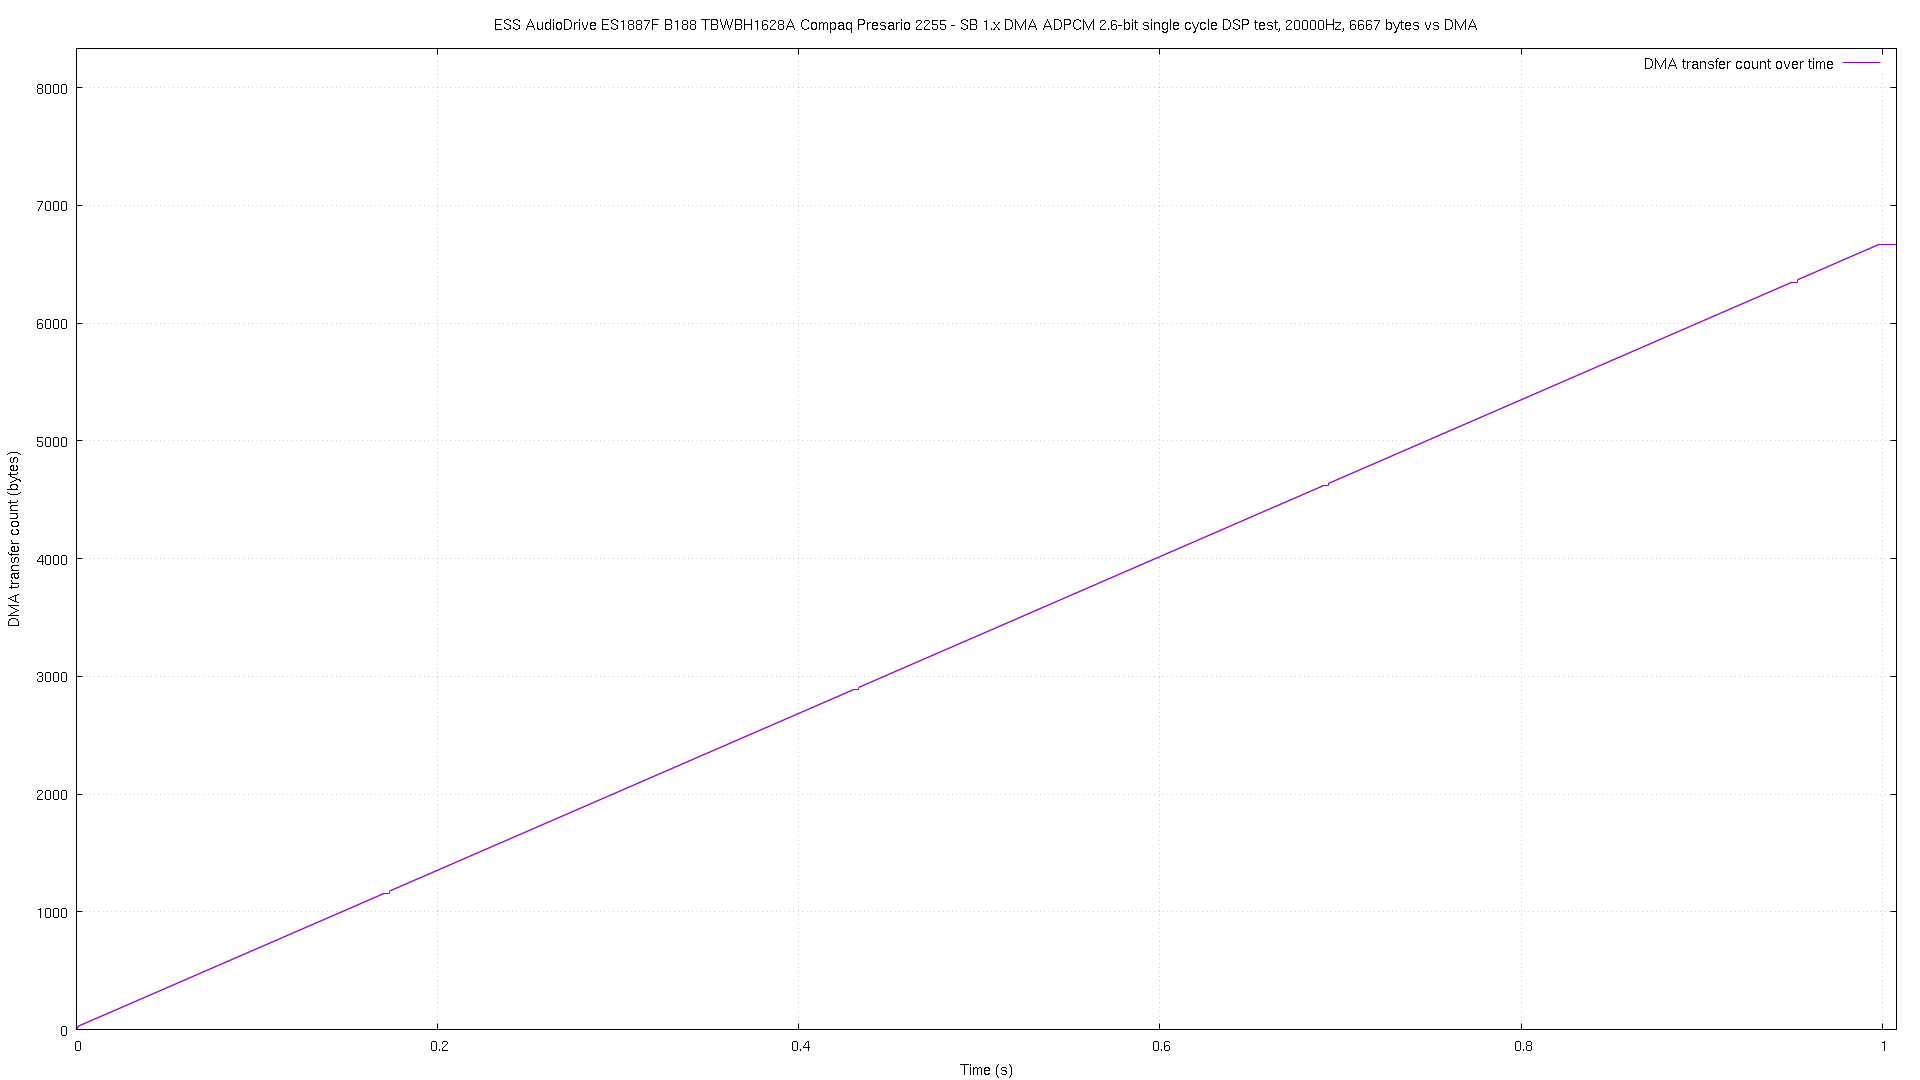 ESS AudioDrive ES1887F B188 TBWBH1628A Compaq Presario 2255 - SB 1.x DMA ADPCM 2.6-bit single cycle DSP test, 20000Hz, 6667 bytes vs DMA
DMA transfer count over time
8000
7000
6000
5000
4000
3000
2000
1000
0
DMA transfer count (bytes)
0 0.2 0.4 0.6 0.8 1
Time (s)